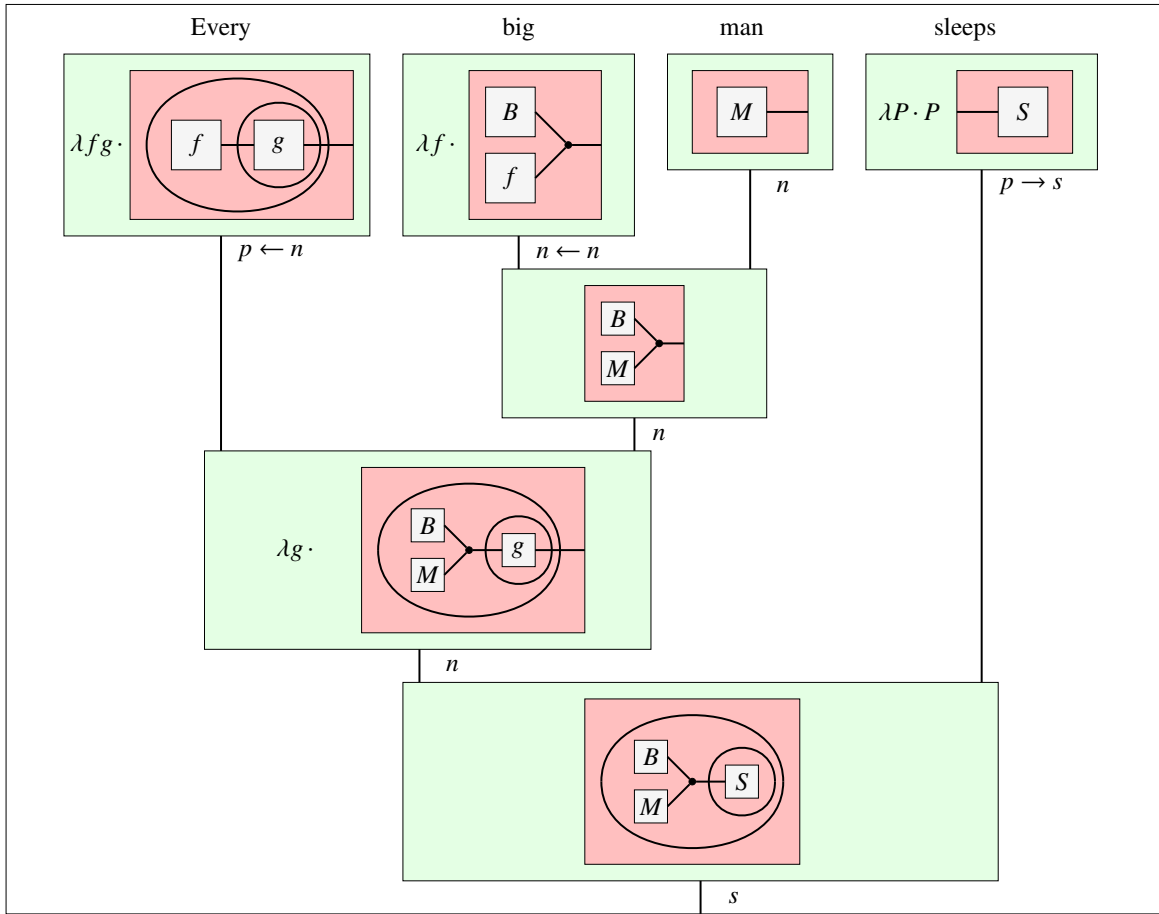 Every big man sleeps
λfg· f g
λf· B f
M
λP· P S
n
p → s
p ← n
n ← n
B
M
n
λg· B M g
n
B
M
S
s